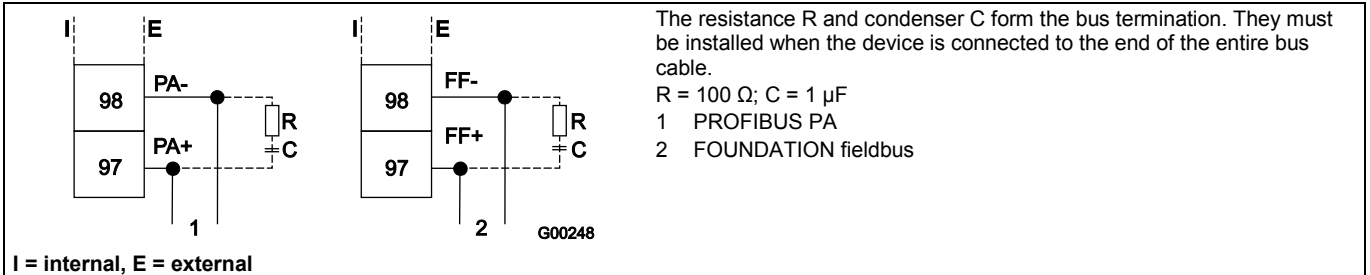 I E
98 PA-
97 PA+
R
C
1
I E
98 FF-
97 FF+
R
C
2
G00248
I = internal, E = external
The resistance R and condenser C form the bus termination. They must
be installed when the device is connected to the end of the entire bus
cable.
R = 100 Ω; C = 1 μF
1 PROFIBUS PA
2 FOUNDATION fieldbus